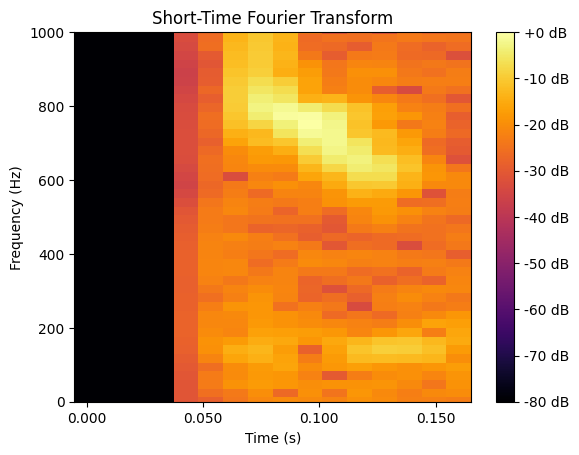 Short-Time Fourier Transform
1000
800
600
400
200
0
Frequency (Hz)
0.000
0.050
0.100
0.150
Time (s)
+0 dB
-10 dB
-20 dB
-30 dB
-40 dB
-50 dB
-60 dB
-70 dB
-80 dB